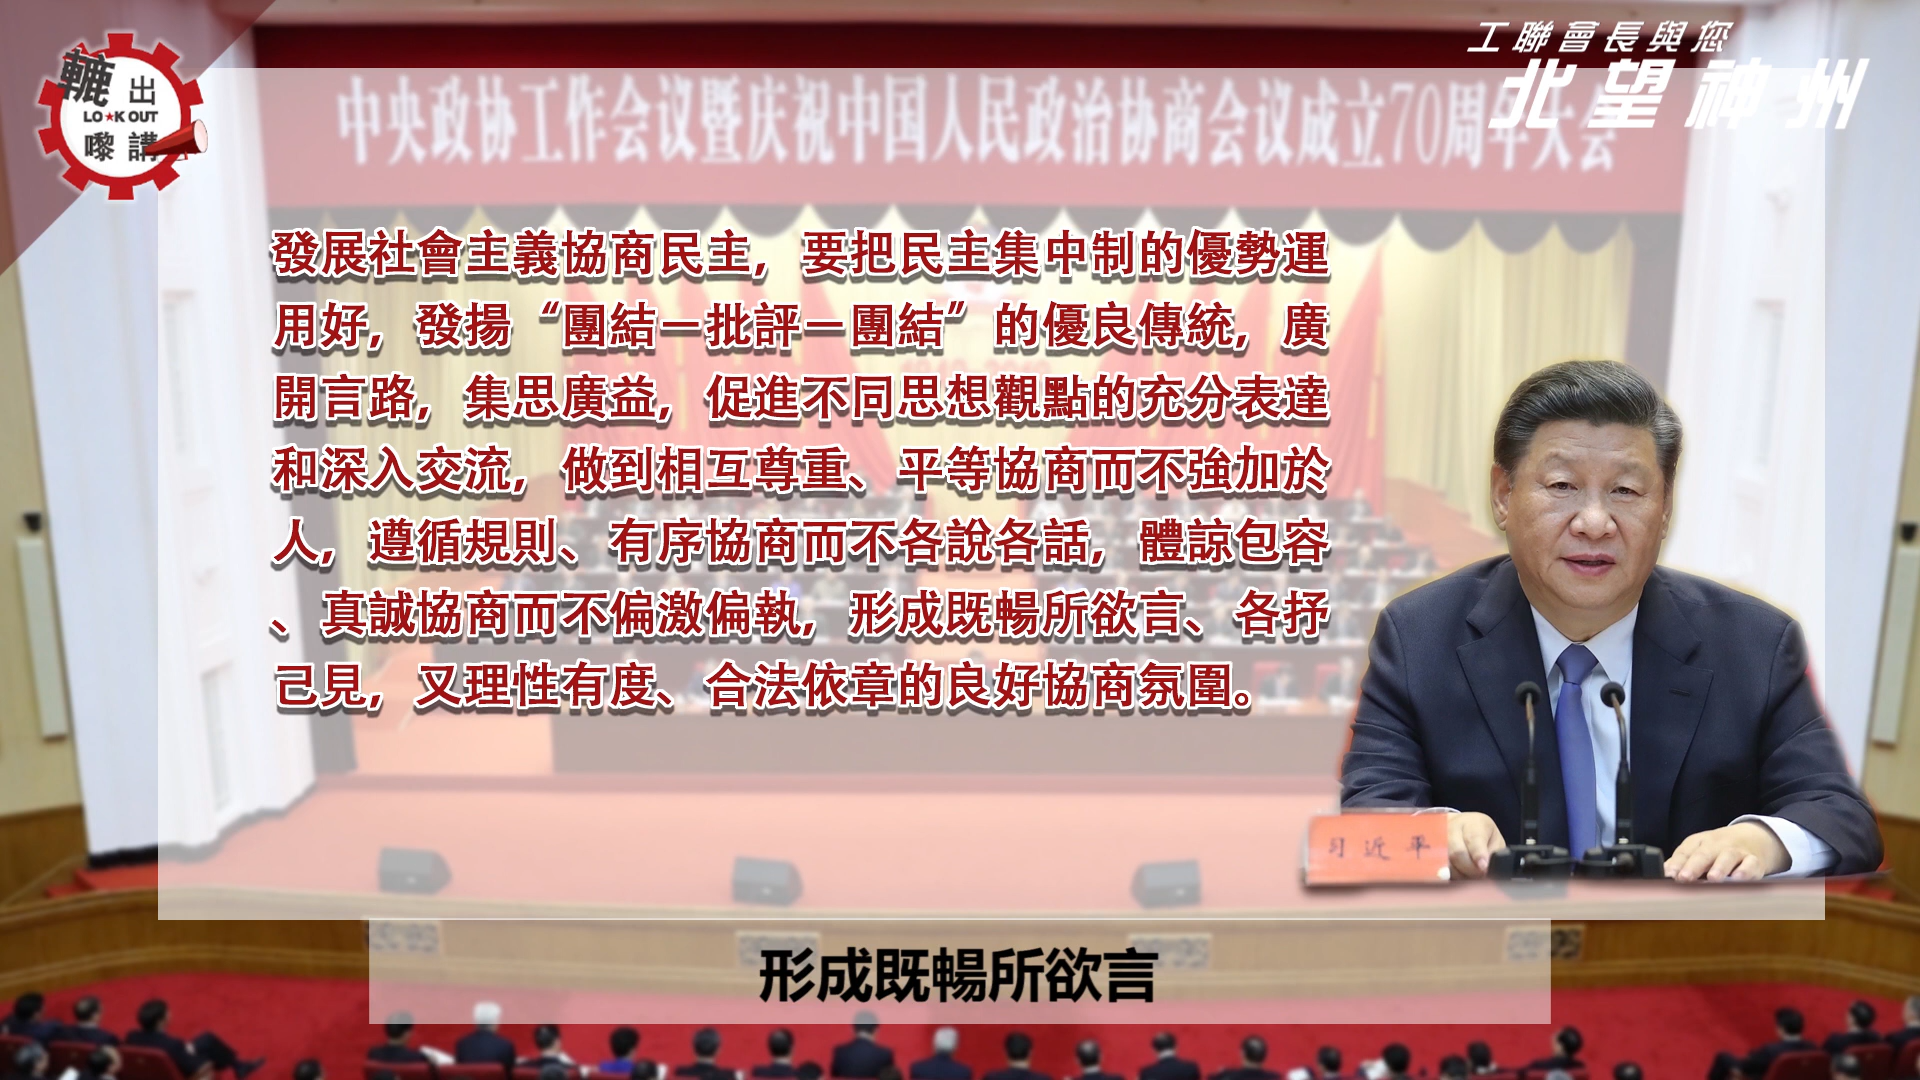 轆出
LO★K OUT
嚟講
工聯會長與您
北望神州
中央政协工作会议暨庆祝中国人民政治协商会议成立70周年大会
發展社會主義協商民主，要把民主集中制的優勢運
用好，發揚“團結－批評－團結”的優良傳統，廣
開言路，集思廣益，促進不同思想觀點的充分表達
和深入交流，做到相互尊重、平等協商而不強加於
人，遵循規則、有序協商而不各說各話，體諒包容
、真誠協商而不偏激偏執，形成既暢所欲言、各抒
己見，又理性有度、合法依章的良好協商氛圍。
习近平
形成既暢所欲言